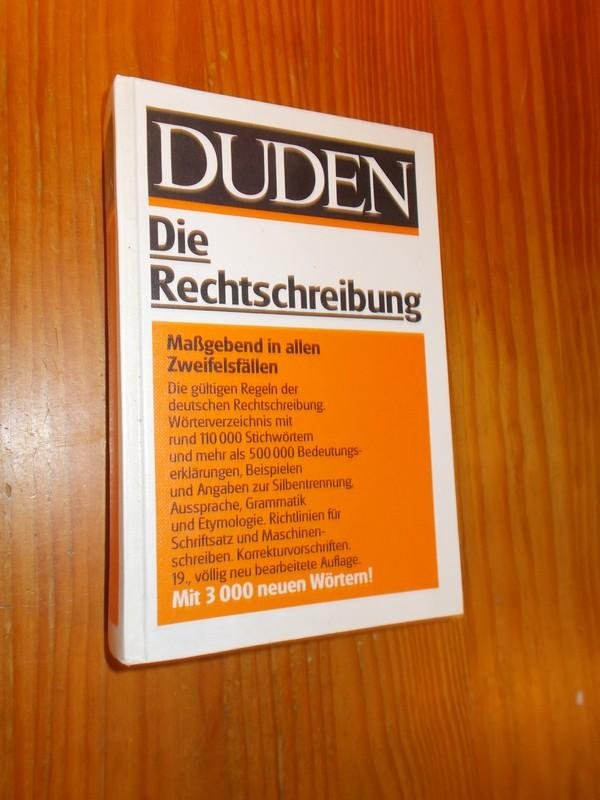 DUDEN
Die
Rechtschreibung
Maßgebend in allen
Zweifelsfällen
Die gültigen Regeln der
deutschen Rechtschreibung.
Wörterverzeichnis mit
rund 110 000 Stichwörtern
und mehr als 500 000 Bedeutungs-
erklärungen, Beispielen
und Angaben zur Silbentrennung,
Aussprache, Grammatik
und Etymologie. Richtlinien für
Schriftsatz und Maschinen-
schreiben. Korrekturvorschriften.
19., völlig neu bearbeitete Auflage.
Mit 3 000 neuen Wörtern!